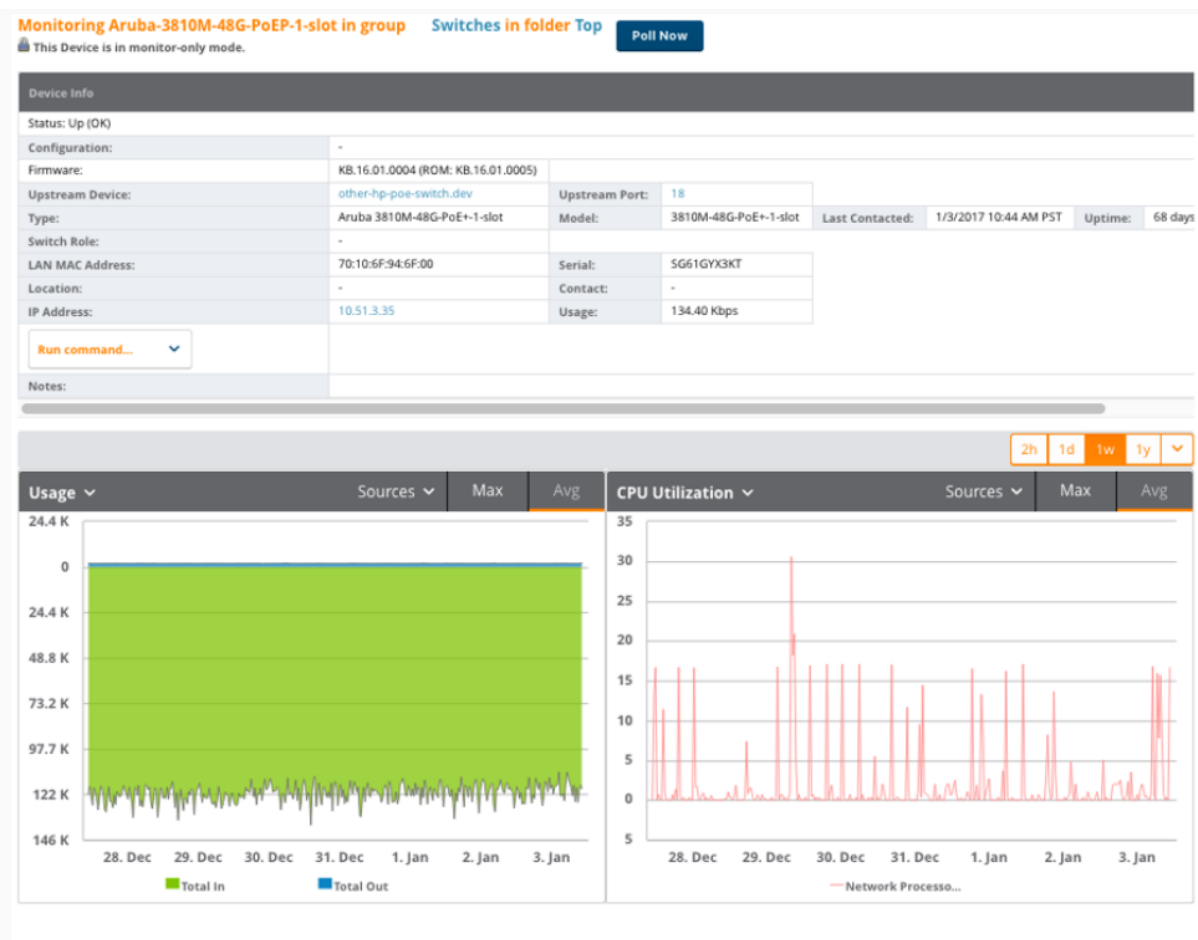 Monitoring Aruba-3810M-48G-PoEP-1-slot in group Switches in folder Top Poll Now
This Device is in monitor-only mode.
Device Info
Status: Up (OK)
Configuration: -
Firmware: KB.16.01.0004 (ROM: KB.16.01.0005)
Upstream Device: other-hp-poe-switch.dev Upstream Port: 18
Type: Aruba 3810M-48G-PoE+-1-slot Model: 3810M-48G-PoE+-1-slot Last Contacted: 1/3/2017 10:44 AM PST Uptime: 68 days
Switch Role: -
LAN MAC Address: 70:10:6F:94:6F:00 Serial: SG61GYX3KT
Location: - Contact: -
IP Address: 10.51.3.35 Usage: 134.40 Kbps
Run command...
Notes:
2h 1d 1w 1y
Usage Sources Max Avg
24.4 K
0
24.4 K
48.8 K
73.2 K
97.7 K
122 K
146 K
28. Dec 29. Dec 30. Dec 31. Dec 1. Jan 2. Jan 3. Jan
Total In Total Out
CPU Utilization Sources Max Avg
35
30
25
20
15
10
5
0
5
28. Dec 29. Dec 30. Dec 31. Dec 1. Jan 2. Jan 3. Jan
Network Processo...